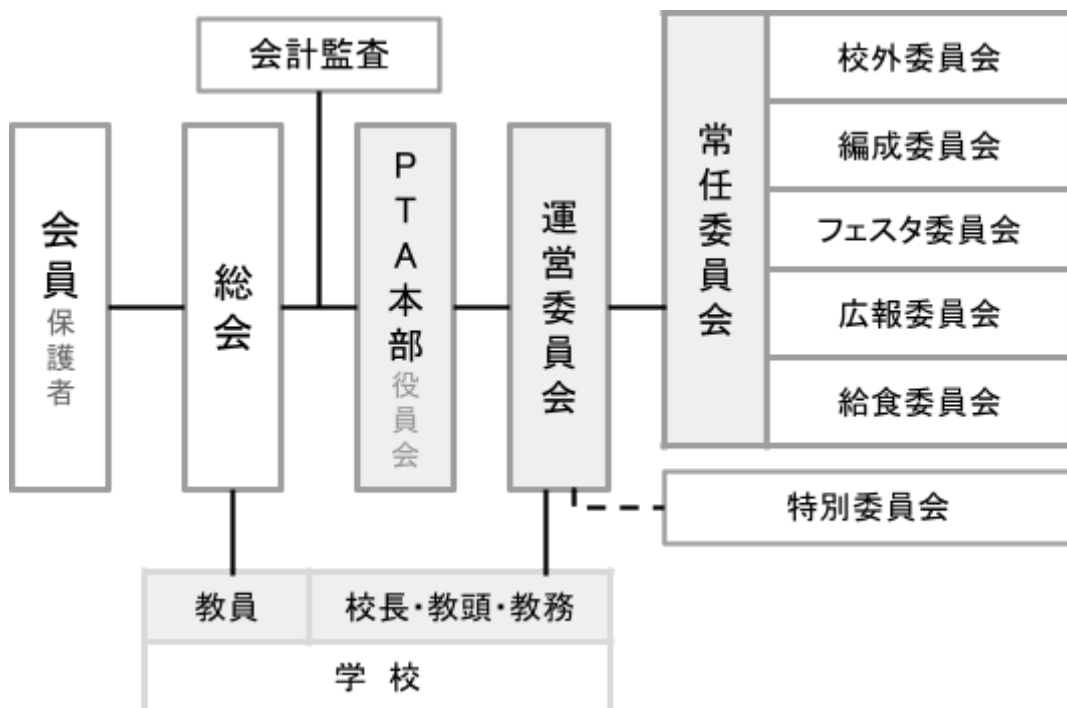 会計監査
会員 保護者
総会
PTA本部 役員会
運営委員会
常任委員会
校外委員会
編成委員会
フェスタ委員会
広報委員会
給食委員会
特別委員会
教員
校長・教頭・教務
学 校